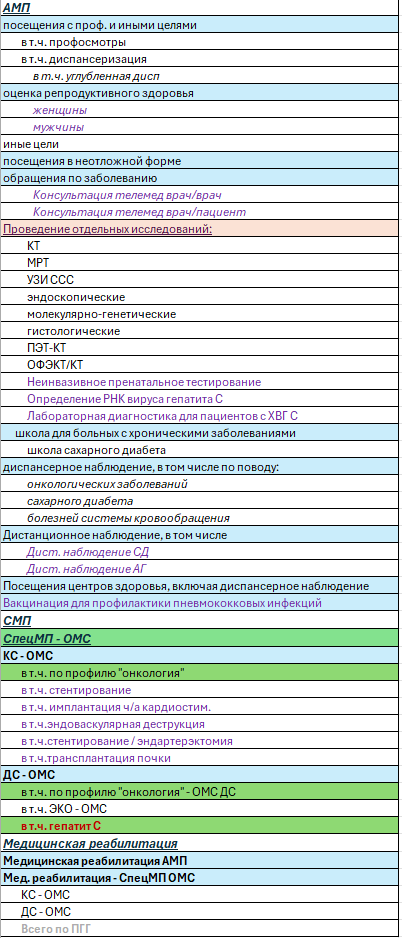 АМП
посещения с проф. и иными целями
в т.ч. профосмотры
в т.ч. диспансеризация
в т.ч. углубленная дисп
оценка репродуктивного здоровья
женщины
мужчины
иные цели
посещения в неотложной форме
обращения по заболеванию
Консультация телемед врач/врач
Консультация телемед врач/пациент
Проведение отдельных исследований:
КТ
МРТ
УЗИ ССС
эндоскопические
молекулярно-генетические
гистологические
ПЭТ-КТ
ОФЭКТ/КТ
Неинвазивное пренатальное тестирование
Определение РНК вируса гепатита С
Лабораторная диагностика для пациентов с ХВГ С
школа для больных с хроническими заболеваниями
школа сахарного диабета
диспансерное наблюдение, в том числе по поводу:
онкологических заболеваний
сахарного диабета
болезней системы кровообращения
Дистанционное наблюдение, в том числе
Дист. наблюдение СД
Дист. наблюдение АГ
Посещения центров здоровья, включая диспансерное наблюдение
Вакцинация для профилактики пневмококковых инфекций
СМП
СпецМП - ОМС
КС - ОМС
в т.ч. по профилю "онкология"
в т.ч. стентирование
в т.ч. имплантация ч/а кардиостим.
в т.ч.эндоваскулярная деструкция
в т.ч.стентирование / эндартерэктомия
в т.ч.трансплантация почки
ДС - ОМС
в т.ч. по профилю "онкология" - ОМС ДС
в т.ч. ЭКО - ОМС
в т.ч. гепатит С
Медицинская реабилитация
Медицинская реабилитация АМП
Мед. реабилитация - СпецМП ОМС
КС - ОМС
ДС - ОМС
Всего по ПГГ